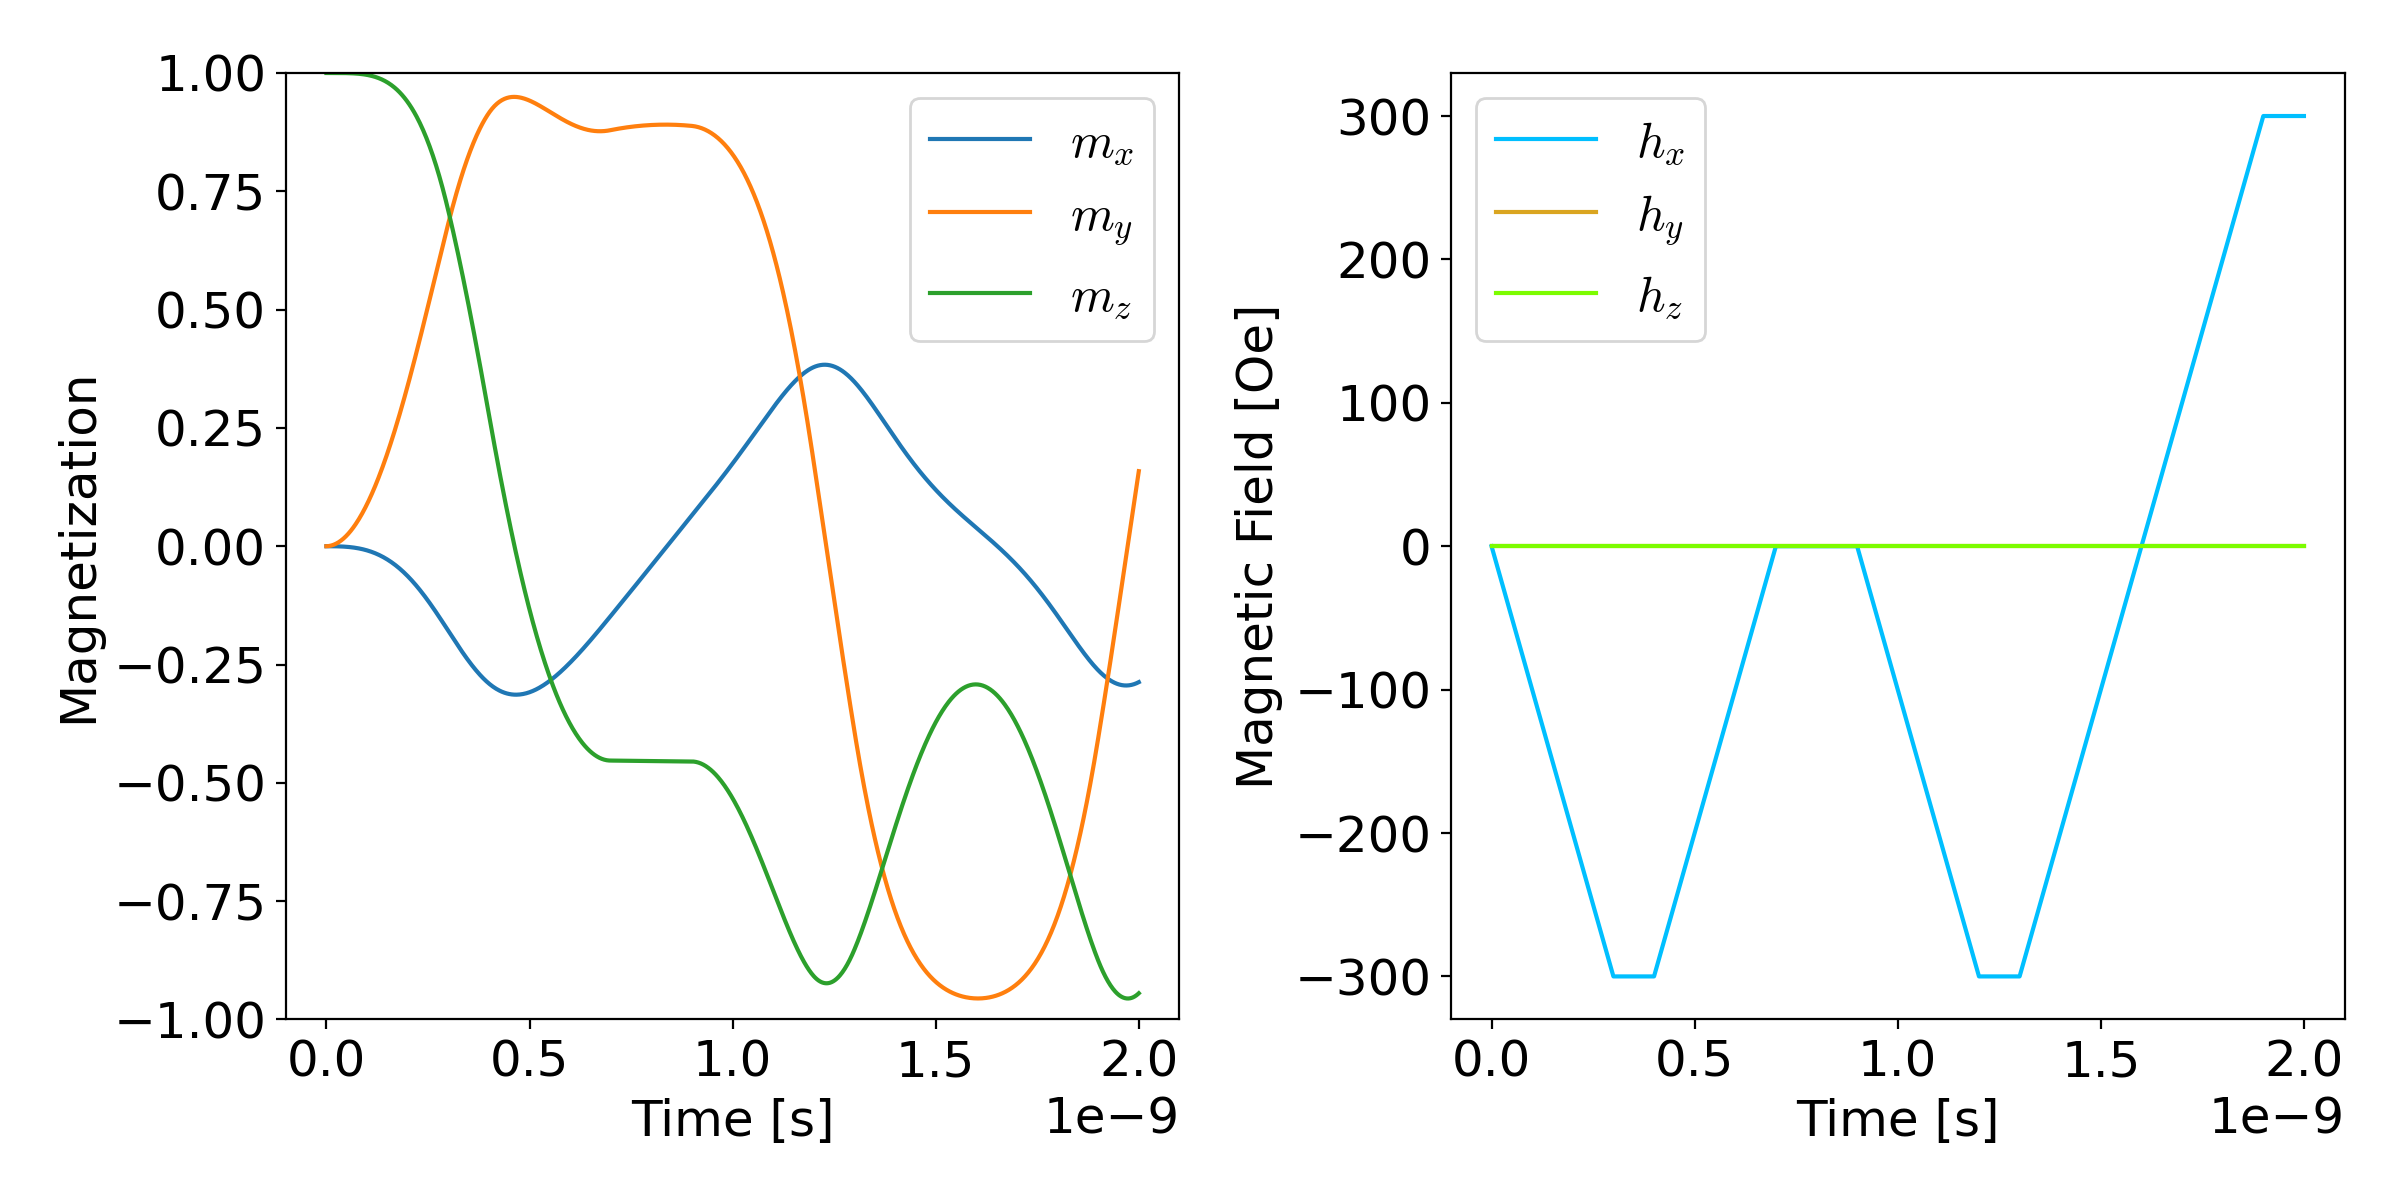 Magnetization
1.00
0.75
0.50
0.25
0.00
−0.25
−0.50
−0.75
−1.00
0.0 0.5 1.0 1.5 2.0
Time [s]
1e−9
m_x
m_y
m_z
Magnetic Field [Oe]
300
200
100
0
−100
−200
−300
0.0 0.5 1.0 1.5 2.0
Time [s]
1e−9
h_x
h_y
h_z